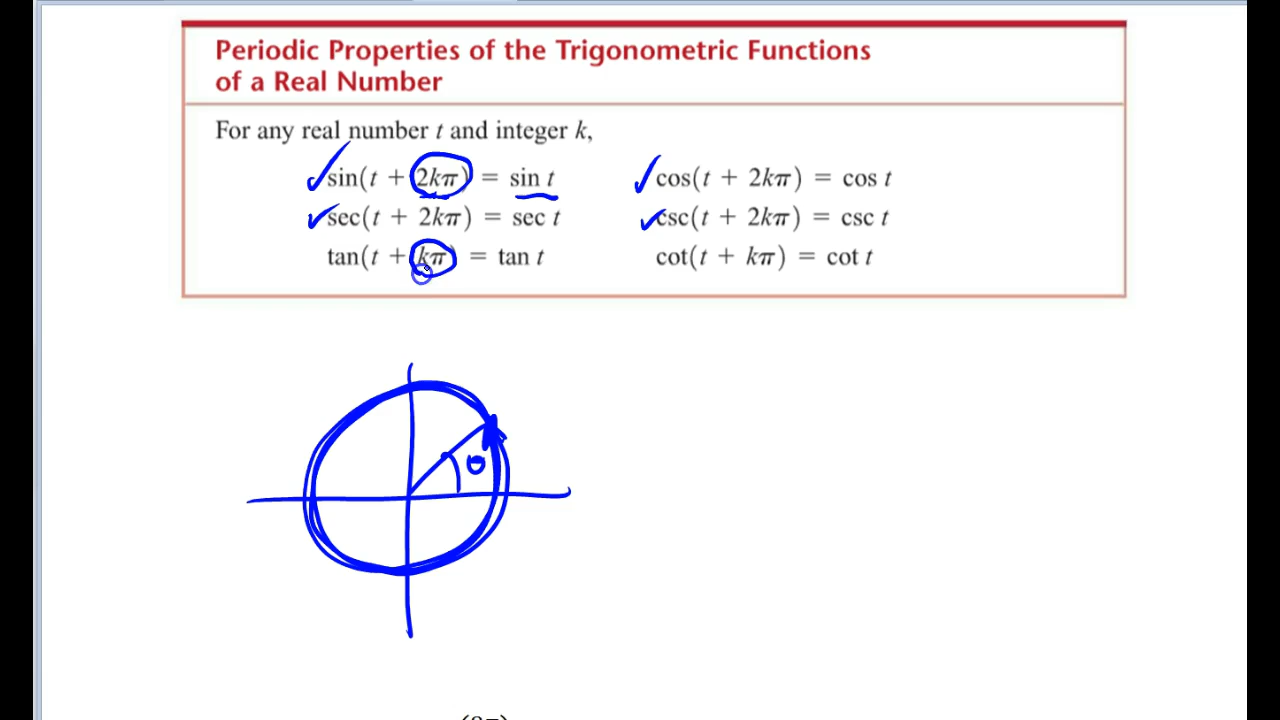 Periodic Properties of the Trigonometric Functions
of a Real Number
For any real number t and integer k,
sin(t + 2kπ) = sin t
cos(t + 2kπ) = cos t
sec(t + 2kπ) = sec t
csc(t + 2kπ) = csc t
tan(t + kπ) = tan t
cot(t + kπ) = cot t
θ